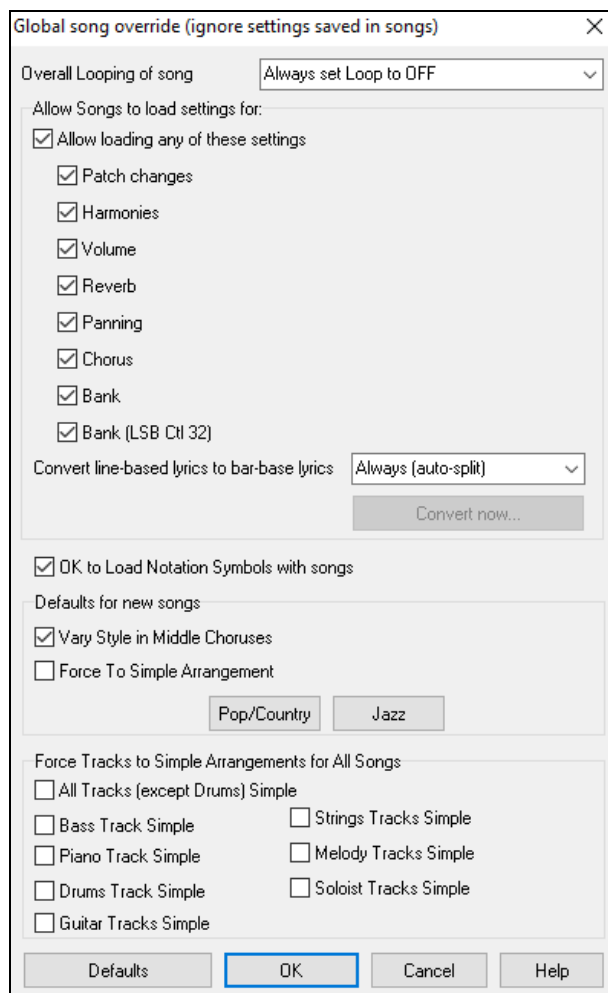 Global song override (ignore settings saved in songs)
Overall Looping of song Always set Loop to OFF
Allow Songs to load settings for:
Allow loading any of these settings
Patch changes
Harmonies
Volume
Reverb
Panning
Chorus
Bank
Bank (LSB Ctl 32)
Convert line-based lyrics to bar-base lyrics Always (auto-split)
Convert now...
OK to Load Notation Symbols with songs
Defaults for new songs
Vary Style in Middle Choruses
Force To Simple Arrangement
Pop/Country Jazz
Force Tracks to Simple Arrangements for All Songs
All Tracks (except Drums) Simple
Bass Track Simple Strings Tracks Simple
Piano Track Simple Melody Tracks Simple
Drums Track Simple Soloist Tracks Simple
Guitar Tracks Simple
Defaults OK Cancel Help